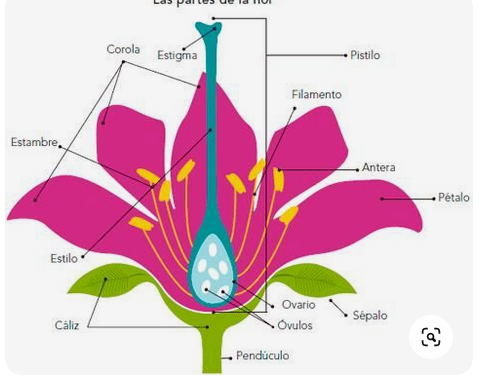 Las partes de la flor
Corola
Estigma
Pistilo
Filamento
Estambre
Antera
Pétalo
Estilo
Ovario
Sépalo
Cáliz
Óvulos
Pendúculo